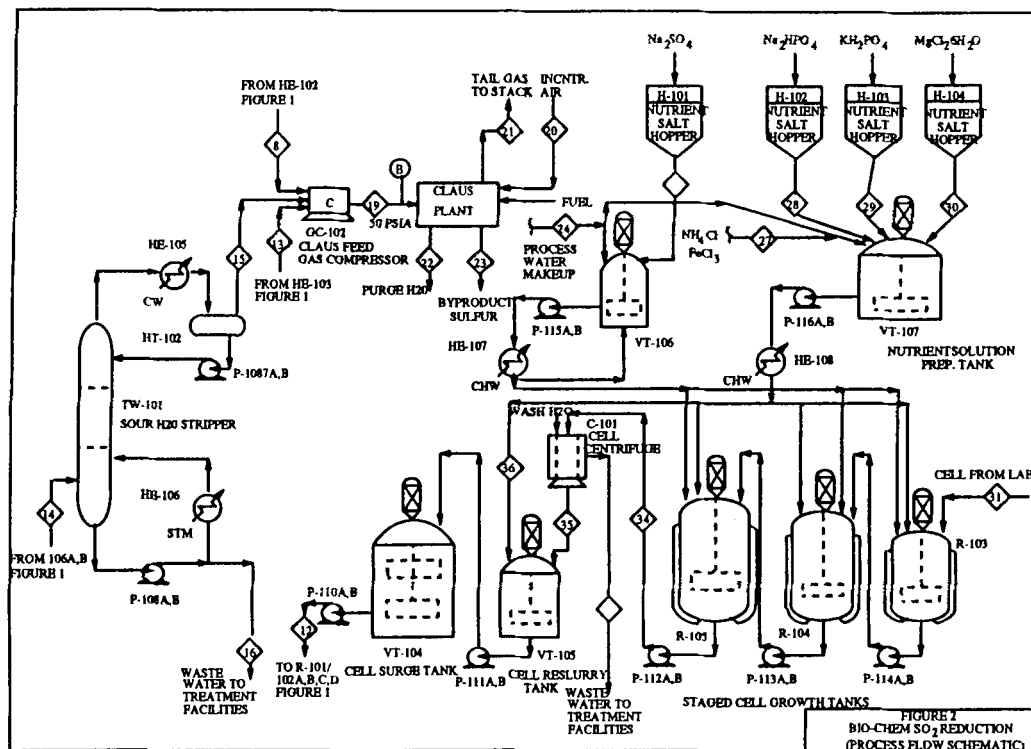 Na2SO4
Na2HPO4
KH2PO4
MgCl26H2O
FROM HE-102
FIGURE 1
TAIL GAS
TO STACK
INCNTR.
AIR
H-101
NUTRIENT
SALT
HOPPER
H-102
NUTRIENT
SALT
HOPPER
H-103
NUTRIENT
SALT
HOPPER
H-104
NUTRIENT
SALT
HOPPER
8
21
20
B
C
19
50 PSIA
CLAUS
PLANT
FUEL
GC-102
CLAUS FEED
GAS COMPRESSOR
24
PROCESS
WATER
MAKEUP
28
29
30
NH4Cl
FeCl3
27
HE-105
CW
15
13
FROM HE-103
FIGURE 1
22
23
PURGE H20
BYPRODUCT
SULFUR
HT-102
P-1087A,B
P-115A,B
VT-106
P-116A,B
VT-107
NUTRIENT SOLUTION
PREP. TANK
HE-107
CHW
HE-108
CHW
TW-101
SOUR H20 STRIPPER
WASH H2O
C-101
CELL
CENTRIFUGE
36
35
34
CELL FROM LAB
31
HE-106
STM
14
FROM 106A,B
FIGURE 1
P-108A,B
16
WASTE
WATER TO
TREATMENT
FACILITIES
P-110A,B
17
TO R-101/
102A,B,C,D
FIGURE 1
VT-104
CELL SURGE TANK
P-111A,B
VT-105
CELL RESLURRY
TANK
WASTE
WATER TO
TREATMENT
FACILITIES
R-105
R-104
R-103
P-112A,B
P-113A,B
P-114A,B
STAGED CELL GROWTH TANKS
FIGURE 2
BIO-CHEM SO2 REDUCTION
(PROCESS FLOW SCHEMATIC)